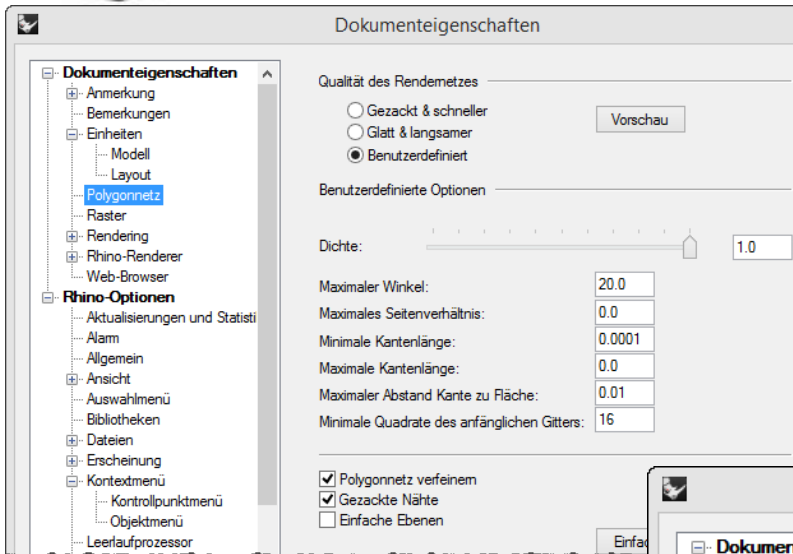 Dokumenteigenschaften
Dokumenteigenschaften
Anmerkung
Bemerkungen
Einheiten
Modell
Layout
Polygonnetz
Raster
Rendering
Rhino-Renderer
Web-Browser
Rhino-Optionen
Aktualisierungen und Statisti
Alarm
Allgemein
Ansicht
Auswahlmenü
Bibliotheken
Dateien
Erscheinung
Kontextmenü
Kontrollpunktmenü
Objektmenü
Leerlaufprozessor
Qualität des Rendernetzes
Gezackt & schneller
Glatt & langsamer
Benutzerdefiniert
Vorschau
Benutzerdefinierte Optionen
Dichte: 1.0
Maximaler Winkel: 20.0
Maximales Seitenverhältnis: 0.0
Minimale Kantenlänge: 0.0001
Maximale Kantenlänge: 0.0
Maximaler Abstand Kante zu Fläche: 0.01
Minimale Quadrate des anfänglichen Gitters: 16
Polygonnetz verfeinern
Gezackte Nähte
Einfache Ebenen
Einfac
Dokumen